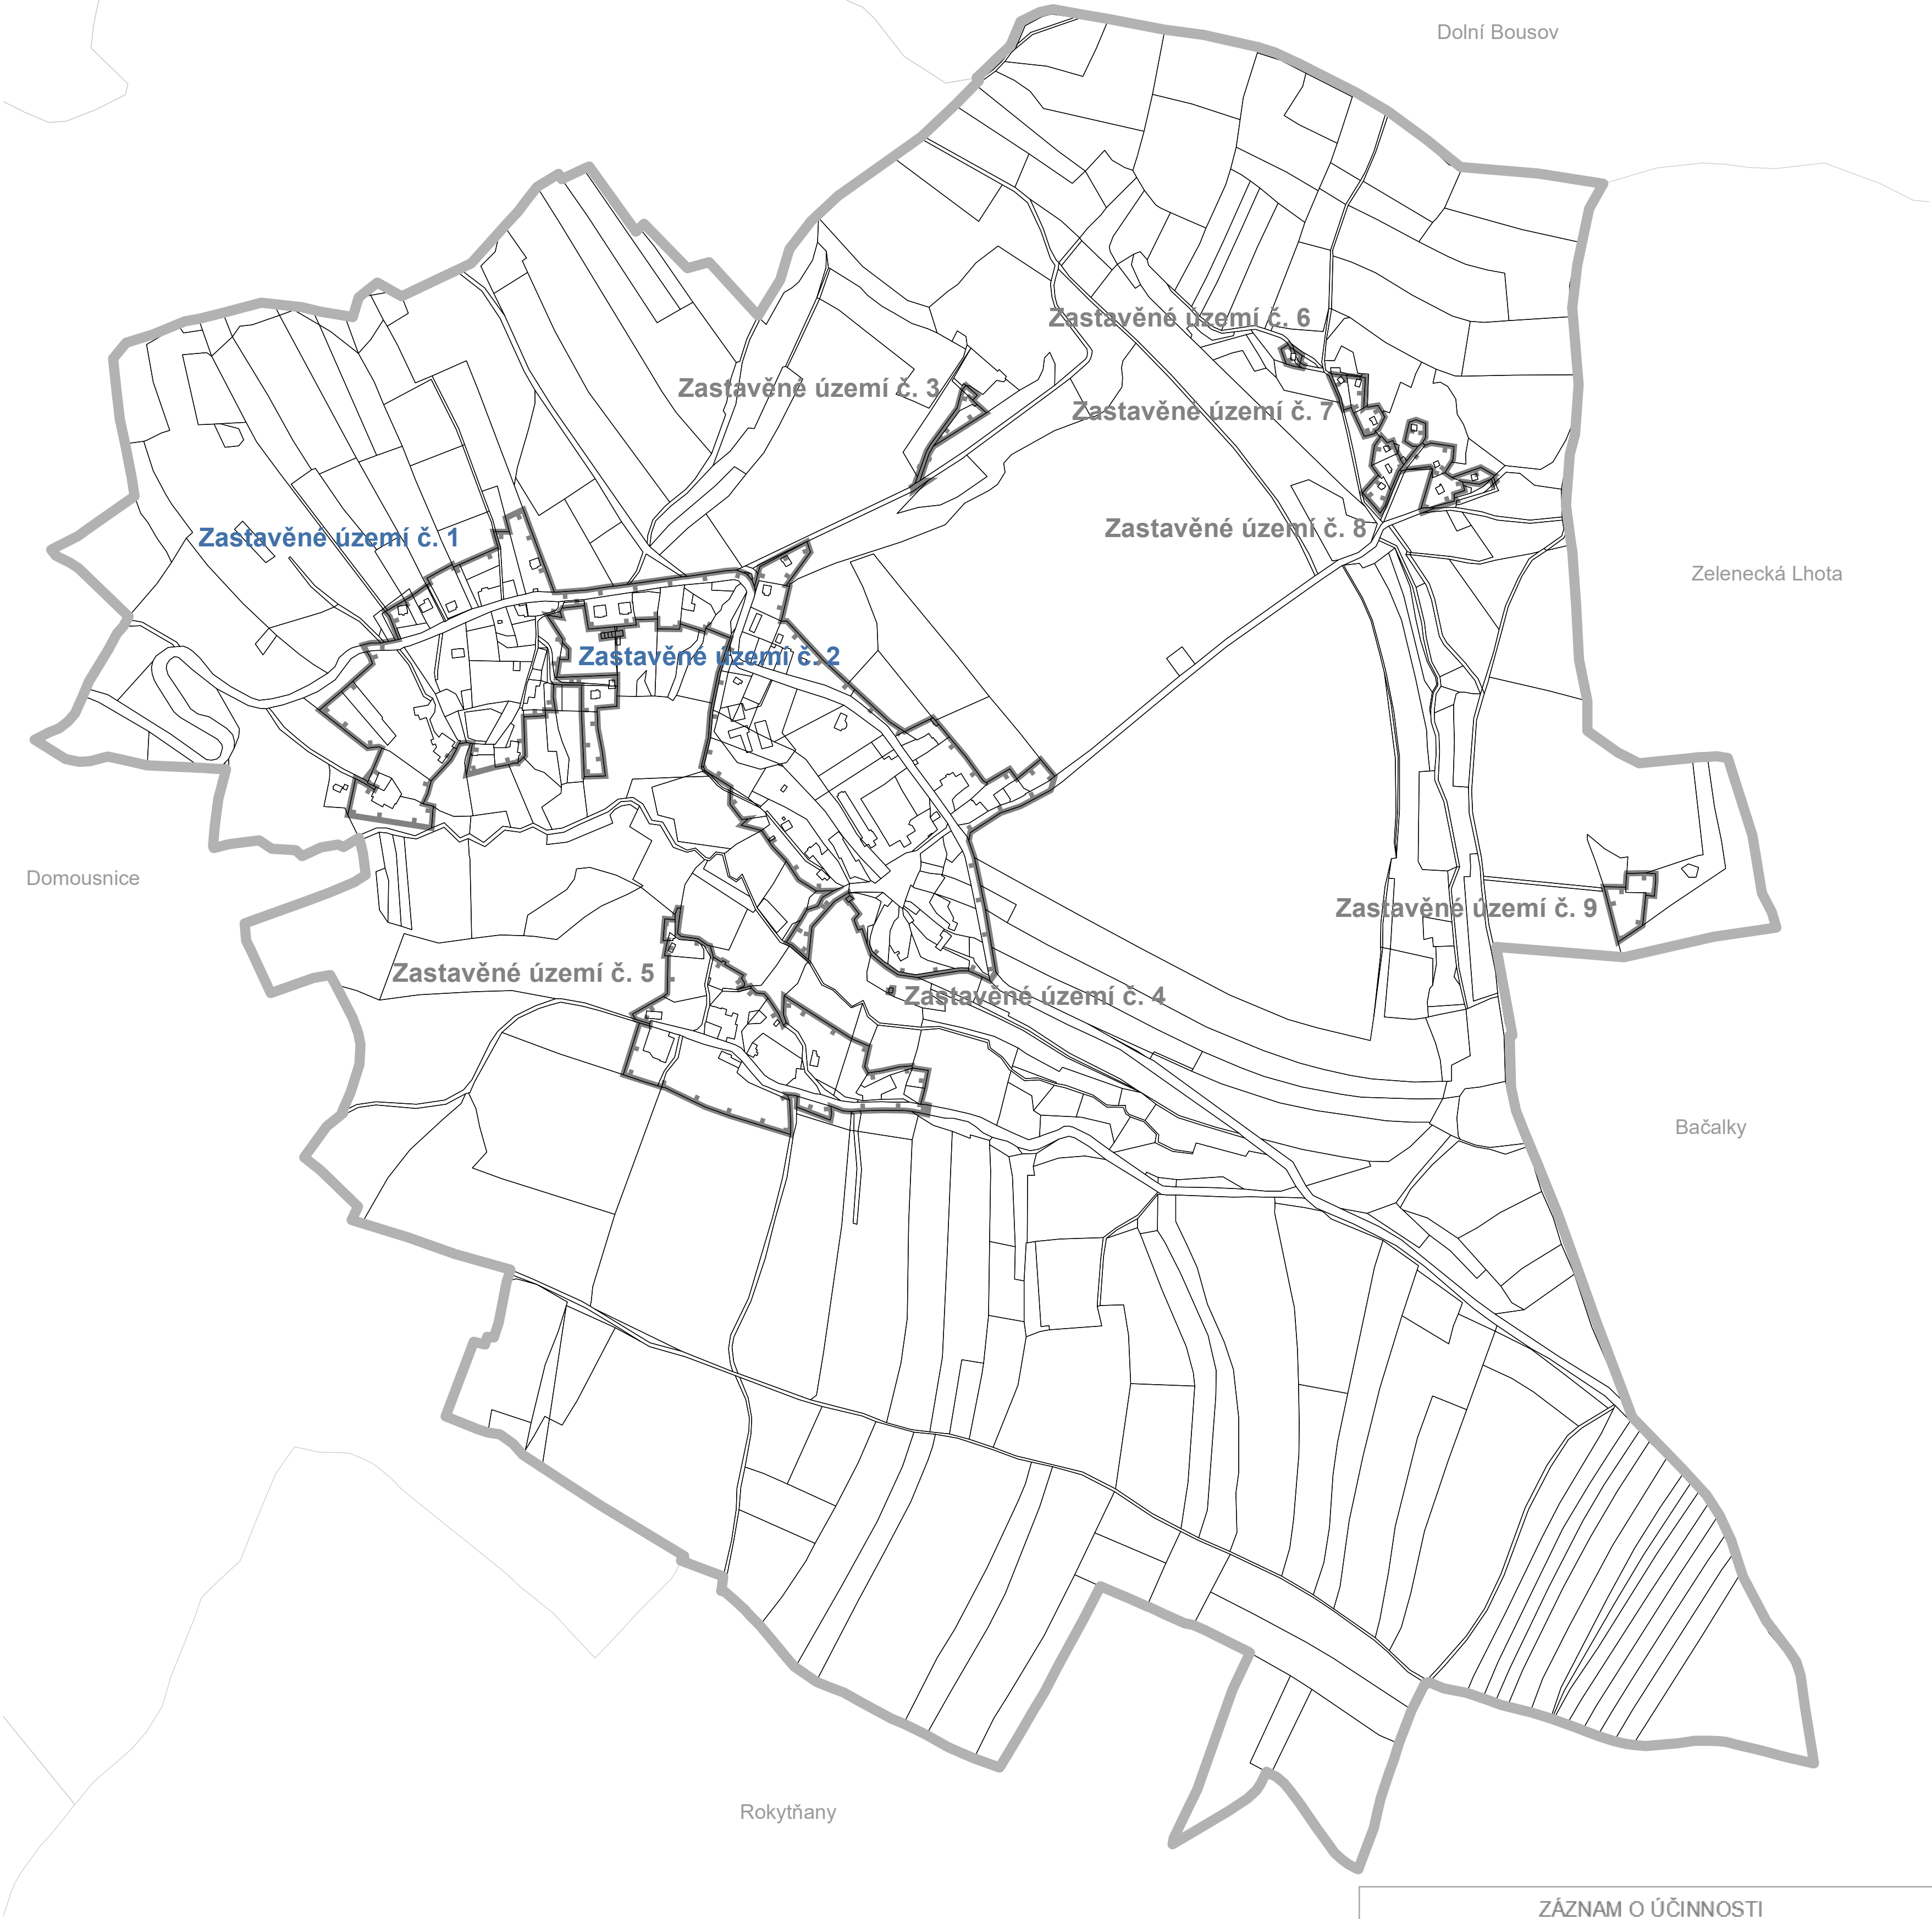 Dolní Bousov
Zastavěné území č. 6
Zastavěné území č. 3
Zastavěné území č. 7
Zastavěné území č. 8
Zastavěné území č. 1
Zelenecká Lhota
Zastavěné území č. 2
Domousnice
Zastavěné území č. 9
Zastavěné území č. 5
Zastavěné území č. 4
Bačalky
Rokytňany
ZÁZNAM O ÚČINNOSTI